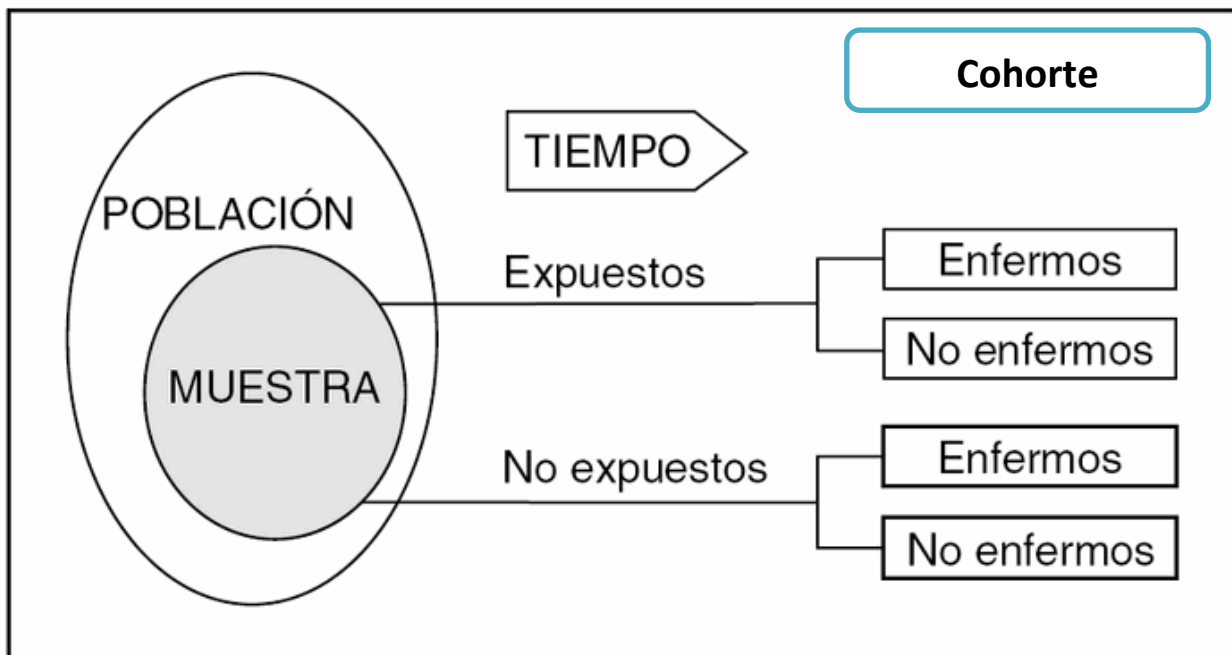 Cohorte
TIEMPO
POBLACIÓN
MUESTRA
Expuestos
Enfermos
No enfermos
No expuestos
Enfermos
No enfermos